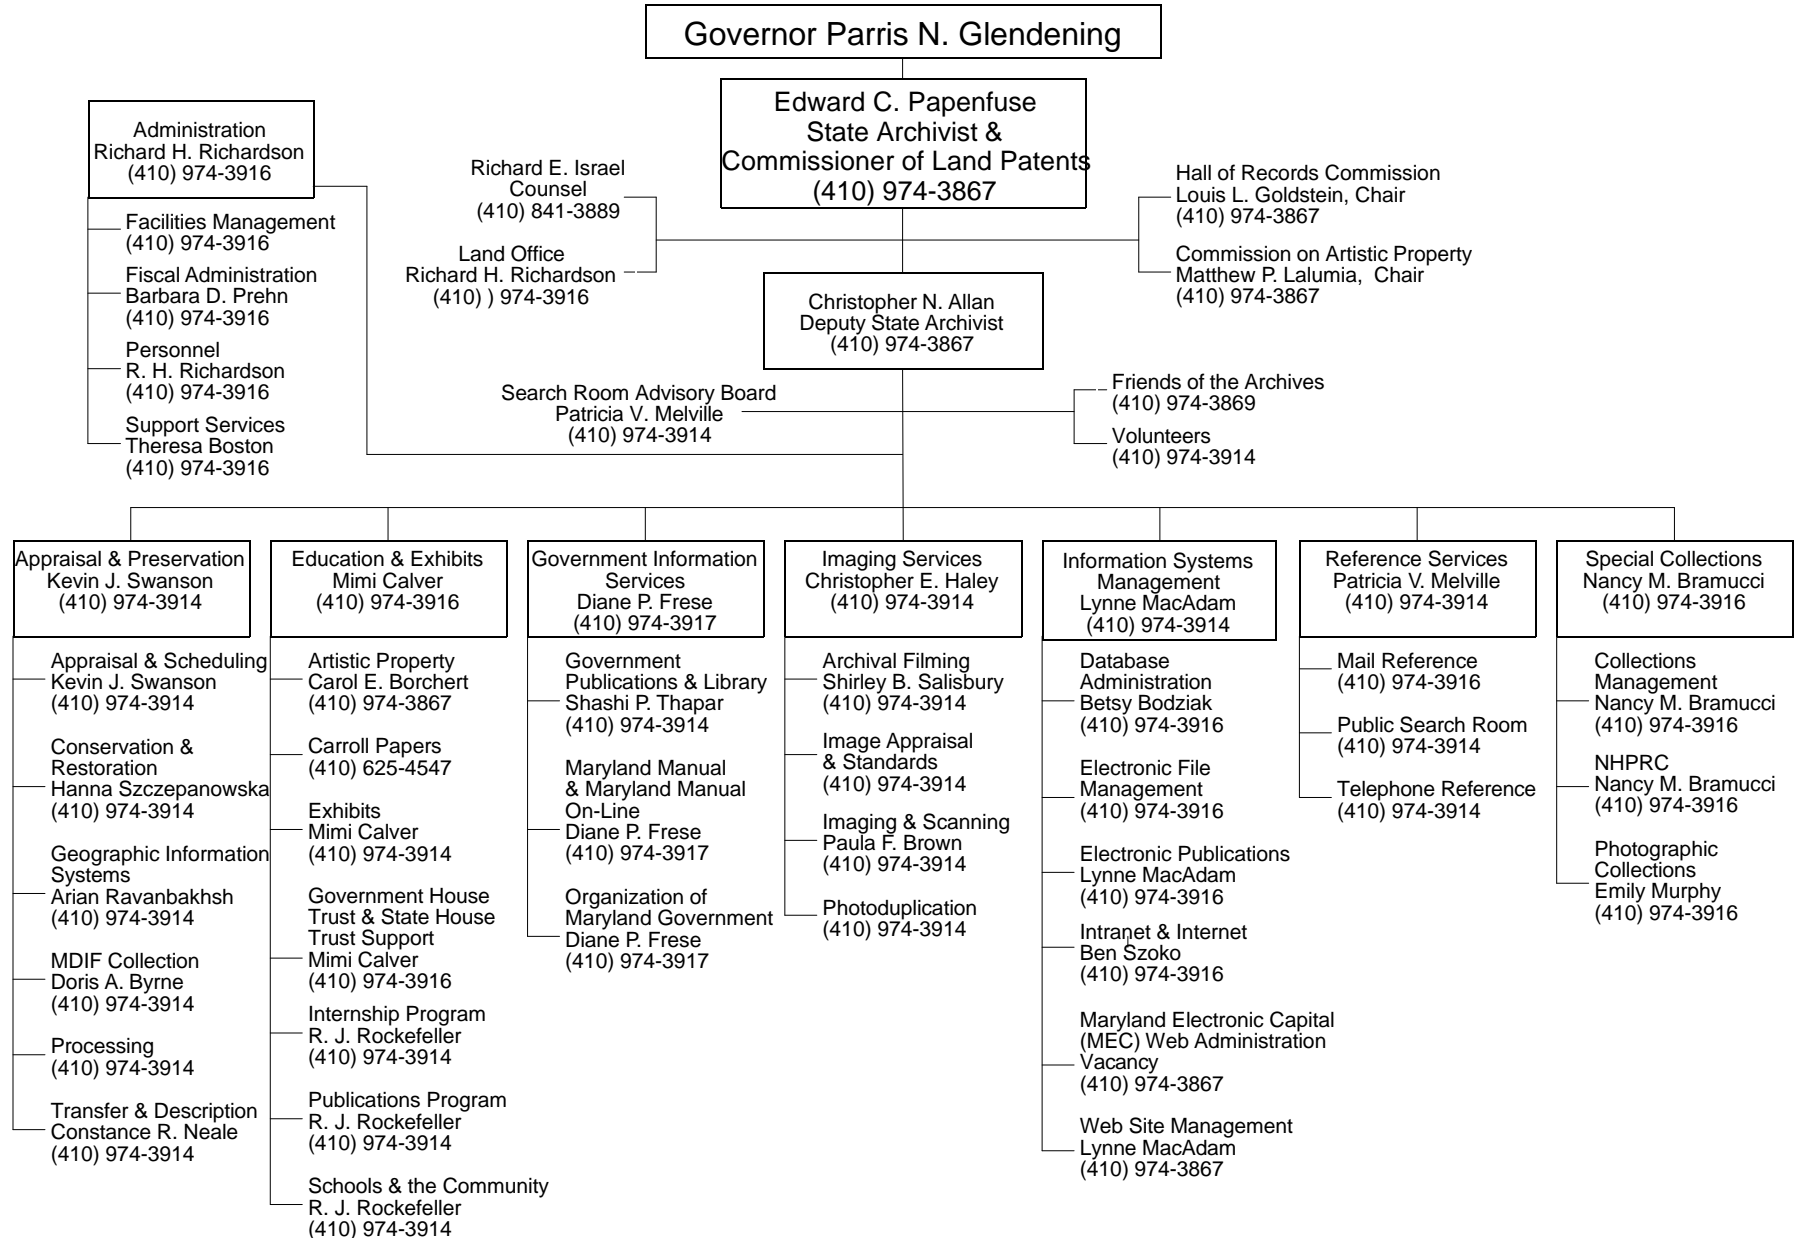 Governor Parris N. Glendening
Edward C. Papenfuse
State Archivist &
Commissioner of Land Patents
(410) 974-3867
Administration
Richard H. Richardson
(410) 974-3916
Facilities Management
(410) 974-3916
Fiscal Administration
Barbara D. Prehn
(410) 974-3916
Personnel
R. H. Richardson
(410) 974-3916
Support Services
Theresa Boston
(410) 974-3916
Richard E. Israel
Counsel
(410) 841-3889
Land Office
Richard H. Richardson
(410) ) 974-3916
Hall of Records Commission
Louis L. Goldstein, Chair
(410) 974-3867
Commission on Artistic Property
Matthew P. Lalumia, Chair
(410) 974-3867
Christopher N. Allan
Deputy State Archivist
(410) 974-3867
Search Room Advisory Board
Patricia V. Melville
(410) 974-3914
Friends of the Archives
(410) 974-3869
Volunteers
(410) 974-3914
Appraisal & Preservation
Kevin J. Swanson
(410) 974-3914
Appraisal & Scheduling
Kevin J. Swanson
(410) 974-3914
Conservation &
Restoration
Hanna Szczepanowska
(410) 974-3914
Geographic Information
Systems
Arian Ravanbakhsh
(410) 974-3914
MDIF Collection
Doris A. Byrne
(410) 974-3914
Processing
(410) 974-3914
Transfer & Description
Constance R. Neale
(410) 974-3914
Education & Exhibits
Mimi Calver
(410) 974-3916
Artistic Property
Carol E. Borchert
(410) 974-3867
Carroll Papers
(410) 625-4547
Exhibits
Mimi Calver
(410) 974-3914
Government House
Trust & State House
Trust Support
Mimi Calver
(410) 974-3916
Internship Program
R. J. Rockefeller
(410) 974-3914
Publications Program
R. J. Rockefeller
(410) 974-3914
Schools & the Community
R. J. Rockefeller
(410) 974-3914
Government Information
Services
Diane P. Frese
(410) 974-3917
Government
Publications & Library
Shashi P. Thapar
(410) 974-3914
Maryland Manual
& Maryland Manual
On-Line
Diane P. Frese
(410) 974-3917
Organization of
Maryland Government
Diane P. Frese
(410) 974-3917
Imaging Services
Christopher E. Haley
(410) 974-3914
Archival Filming
Shirley B. Salisbury
(410) 974-3914
Image Appraisal
& Standards
(410) 974-3914
Imaging & Scanning
Paula F. Brown
(410) 974-3914
Photoduplication
(410) 974-3914
Information Systems
Management
Lynne MacAdam
(410) 974-3914
Database
Administration
Betsy Bodziak
(410) 974-3916
Electronic File
Management
(410) 974-3916
Electronic Publications
Lynne MacAdam
(410) 974-3916
Intranet & Internet
Ben Szoko
(410) 974-3916
Maryland Electronic Capital
(MEC) Web Administration
Vacancy
(410) 974-3867
Web Site Management
Lynne MacAdam
(410) 974-3867
Reference Services
Patricia V. Melville
(410) 974-3914
Mail Reference
(410) 974-3916
Public Search Room
(410) 974-3914
Telephone Reference
(410) 974-3914
Special Collections
Nancy M. Bramucci
(410) 974-3916
Collections
Management
Nancy M. Bramucci
(410) 974-3916
NHPRC
Nancy M. Bramucci
(410) 974-3916
Photographic
Collections
Emily Murphy
(410) 974-3916